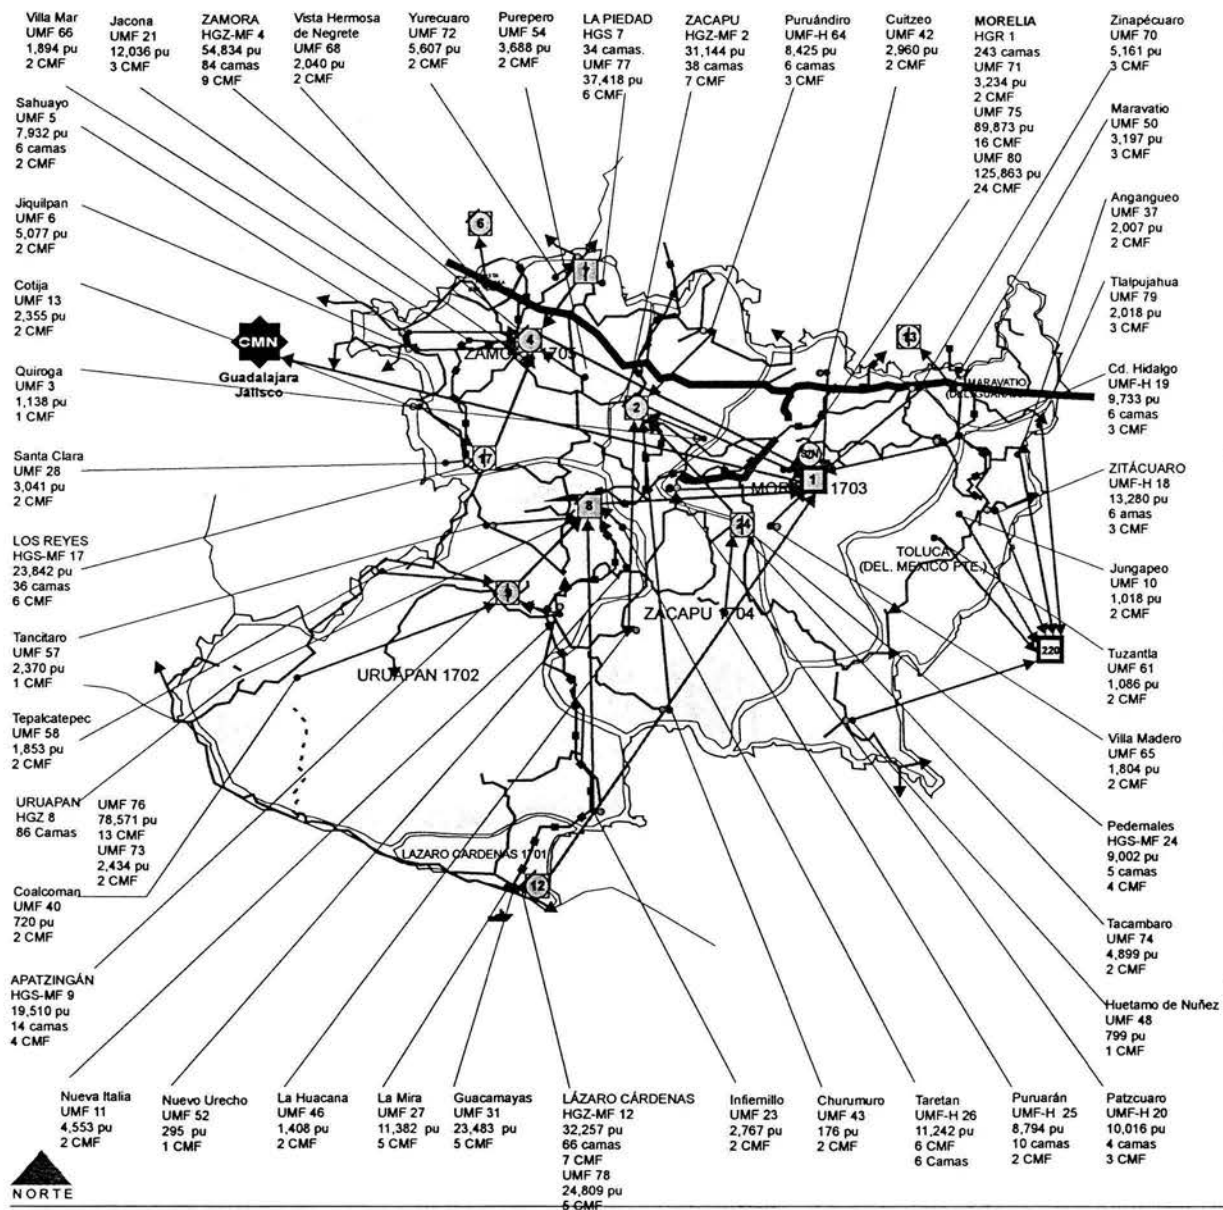 Villa Mar
UMF 66
1,894 pu
2 CMF
Jacona
UMF 21
12,036 pu
3 CMF
ZAMORA
HGZ-MF 4
54,834 pu
84 camas
9 CMF
Vista Hermosa
de Negrete
UMF 68
2,040 pu
2 CMF
Yurecuaro
UMF 72
5,607 pu
2 CMF
Purepero
UMF 54
3,688 pu
2 CMF
LA PIEDAD
HGS 7
34 camas.
UMF 77
37,418 pu
6 CMF
ZACAPU
HGZ-MF 2
31,144 pu
38 camas
7 CMF
Puruándiro
UMF-H 64
8,425 pu
6 camas
3 CMF
Cuitzeo
UMF 42
2,960 pu
2 CMF
MORELIA
HGR 1
243 camas
UMF 71
3,234 pu
2 CMF
UMF 75
89,873 pu
16 CMF
UMF 80
125,863 pu
24 CMF
Zinapécuaro
UMF 70
5,161 pu
3 CMF
Sahuayo
UMF 5
7,932 pu
6 camas
2 CMF
Maravatio
UMF 50
3,197 pu
3 CMF
Jiquilpan
UMF 6
5,077 pu
2 CMF
Angangueo
UMF 37
2,007 pu
2 CMF
Cotija
UMF 13
2,355 pu
2 CMF
Tlalpujahua
UMF 79
2,018 pu
3 CMF
Quiroga
UMF 3
1,138 pu
1 CMF
Cd. Hidalgo
UMF-H 19
9,733 pu
6 camas
3 CMF
Santa Clara
UMF 28
3,041 pu
2 CMF
ZITÁCUARO
UMF-H 18
13,280 pu
6 amas
3 CMF
LOS REYES
HGS-MF 17
23,842 pu
36 camas
6 CMF
Jungapeo
UMF 10
1,018 pu
2 CMF
Tancitaro
UMF 57
2,370 pu
1 CMF
Tuzantla
UMF 61
1,086 pu
2 CMF
Tepalcatepec
UMF 58
1,853 pu
2 CMF
Villa Madero
UMF 65
1,804 pu
2 CMF
URUAPAN
HGZ 8
86 Camas
UMF 76
78,571 pu
13 CMF
UMF 73
2,434 pu
2 CMF
Pedernales
HGS-MF 24
9,002 pu
5 camas
4 CMF
Coalcoman
UMF 40
720 pu
2 CMF
Tacambaro
UMF 74
4,899 pu
2 CMF
APATZINGÁN
HGS-MF 9
19,510 pu
14 camas
4 CMF
Huetamo de Nuñez
UMF 48
799 pu
1 CMF
6
7
4
ZAMORA 1705
CMN
Guadalajara
Jalisco
13
MARAVATIO
2
17
S/N
1
MORELIA 1703
8
24
TOLUCA
(DEL. MEXICO PTE.)
9
ZACAPU 1704
220
URUAPAN 1702
LAZARO CARDENAS 1701
12
Nueva Italia
UMF 11
4,553 pu
2 CMF
Nuevo Urecho
UMF 52
295 pu
1 CMF
La Huacana
UMF 46
1,408 pu
2 CMF
La Mira
UMF 27
11,382 pu
5 CMF
Guacamayas
UMF 31
23,483 pu
5 CMF
LÁZARO CÁRDENAS
HGZ-MF 12
32,257 pu
66 camas
7 CMF
UMF 78
24,809 pu
5 CMF
Infiernillo
UMF 23
2,767 pu
2 CMF
Churumuro
UMF 43
176 pu
2 CMF
Taretan
UMF-H 26
11,242 pu
6 CMF
6 Camas
Puruarán
UMF-H 25
8,794 pu
10 camas
2 CMF
Patzcuaro
UMF-H 20
10,016 pu
4 camas
3 CMF
NORTE